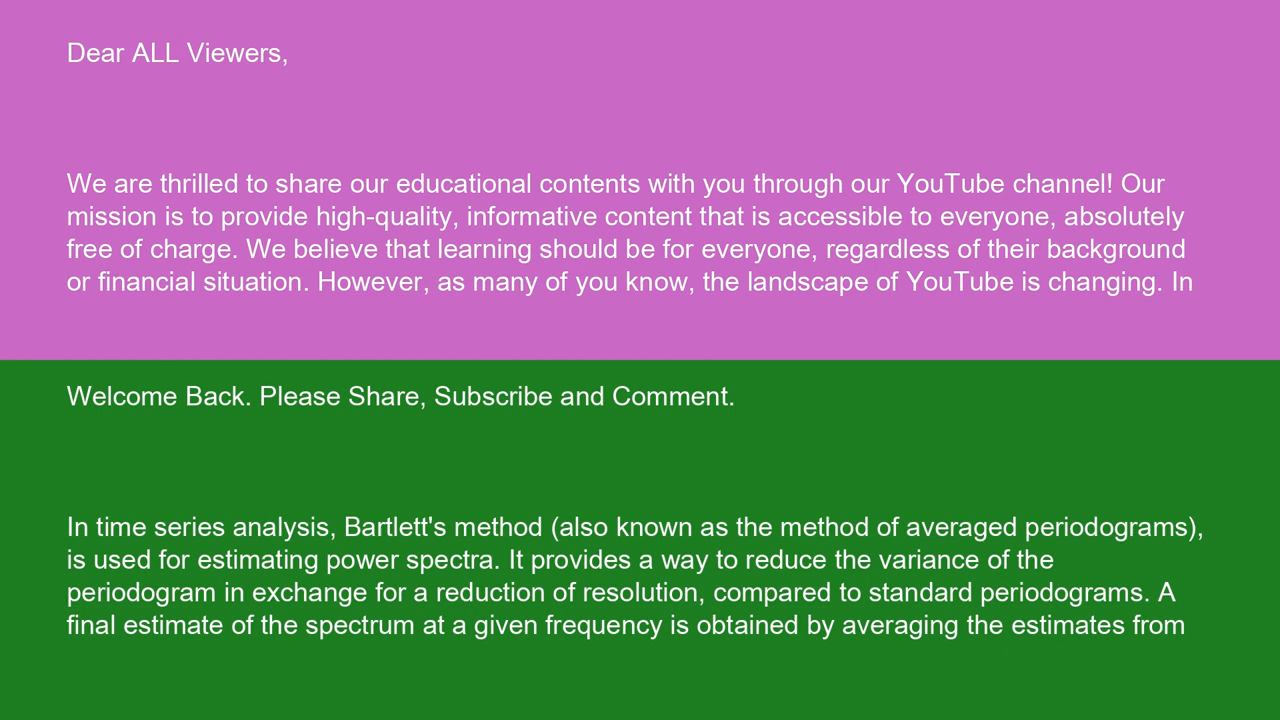 Dear ALL Viewers,
We are thrilled to share our educational contents with you through our YouTube channel! Our
mission is to provide high-quality, informative content that is accessible to everyone, absolutely
free of charge. We believe that learning should be for everyone, regardless of their background
or financial situation. However, as many of you know, the landscape of YouTube is changing. In
Welcome Back. Please Share, Subscribe and Comment.
In time series analysis, Bartlett's method (also known as the method of averaged periodograms),
is used for estimating power spectra. It provides a way to reduce the variance of the
periodogram in exchange for a reduction of resolution, compared to standard periodograms. A
final estimate of the spectrum at a given frequency is obtained by averaging the estimates from